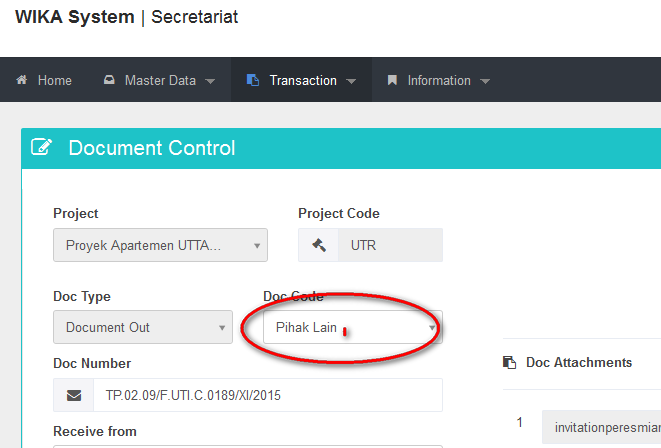 WIKA System | Secretariat
Home Master Data Transaction Information
Document Control
Project Project Code
Proyek Apartemen UTTA... UTR
Doc Type Doc Code
Document Out Pihak Lain
Doc Number
Doc Attachments
TP.02.09/F.UTI.C.0189/XI/2015
1 invitationperesmian
Receive from